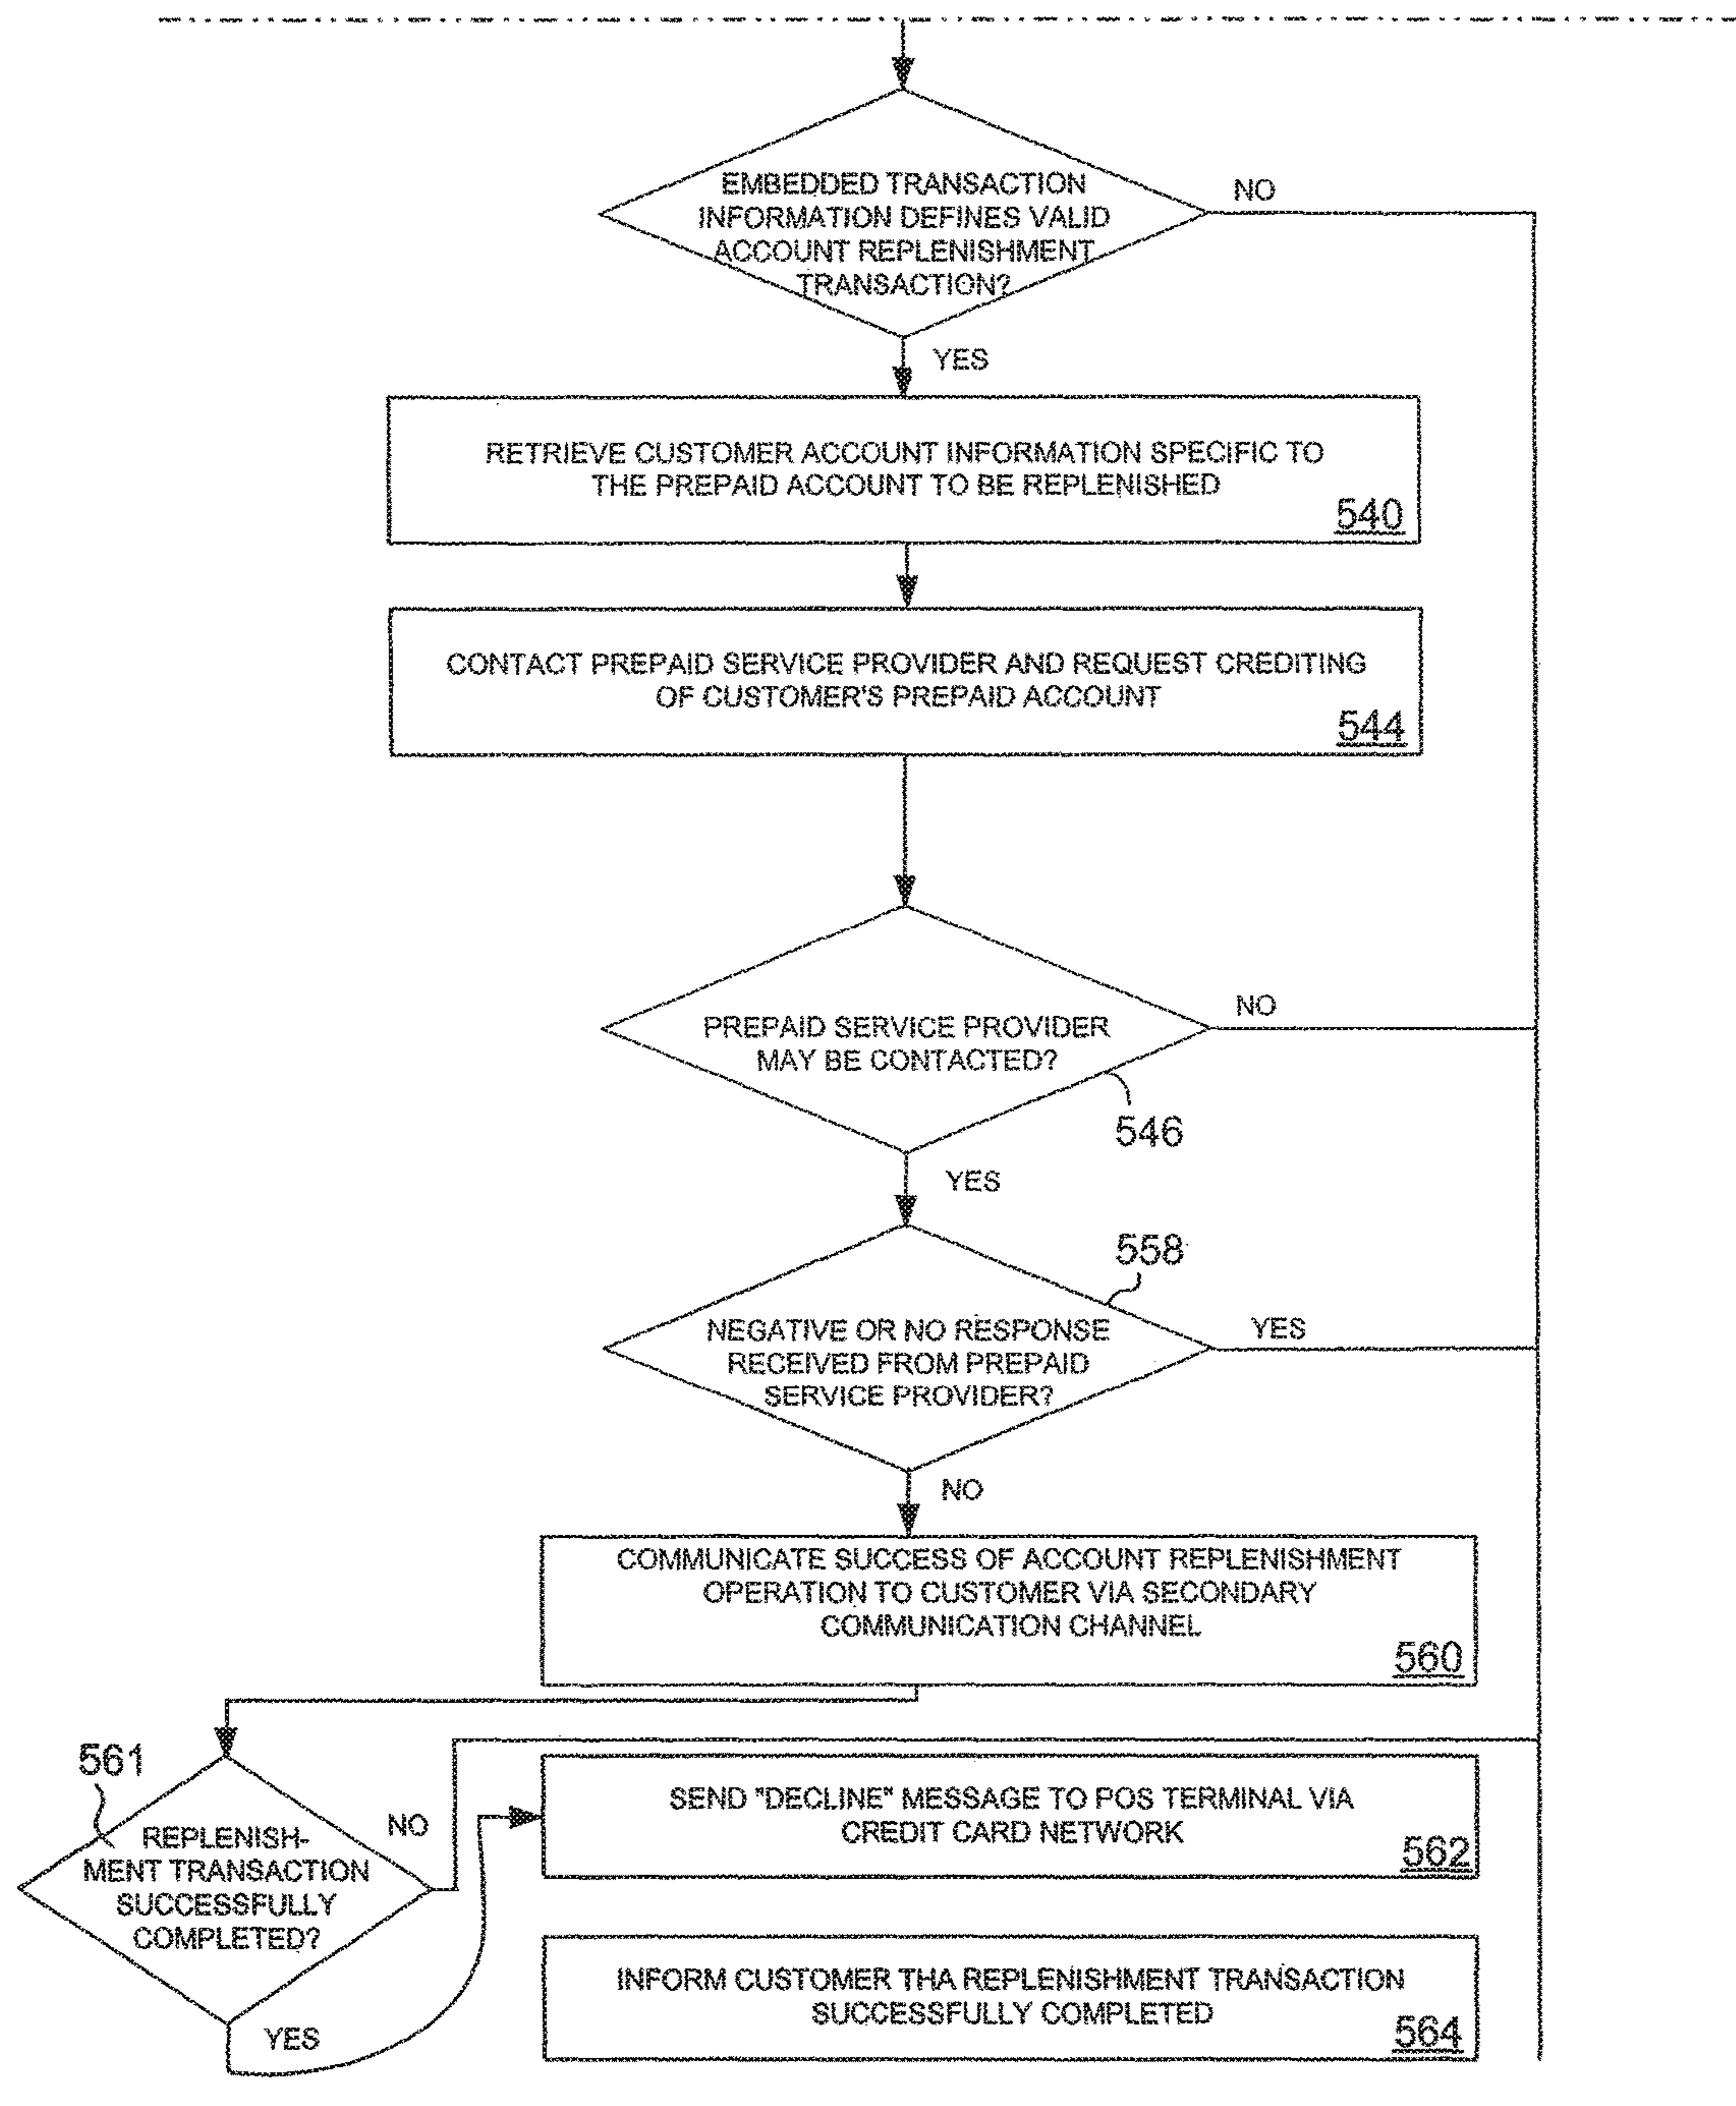 EMBEDDED TRANSACTION
INFORMATION DEFINES VALID
ACCOUNT REPLENISHMENT
TRANSACTION?
NO
YES
RETRIEVE CUSTOMER ACCOUNT INFORMATION SPECIFIC TO
THE PREPAID ACCOUNT TO BE REPLENISHED
540
CONTACT PREPAID SERVICE PROVIDER AND REQUEST CREDITING
OF CUSTOMER'S PREPAID ACCOUNT
544
PREPAID SERVICE PROVIDER
MAY BE CONTACTED?
NO
546
YES
558
NEGATIVE OR NO RESPONSE
RECEIVED FROM PREPAID
SERVICE PROVIDER?
YES
NO
COMMUNICATE SUCCESS OF ACCOUNT REPLENISHMENT
OPERATION TO CUSTOMER VIA SECONDARY
COMMUNICATION CHANNEL
560
561
REPLENISH-
MENT TRANSACTION
SUCCESSFULLY
COMPLETED?
NO
YES
SEND "DECLINE" MESSAGE TO POS TERMINAL VIA
CREDIT CARD NETWORK
562
INFORM CUSTOMER THA REPLENISHMENT TRANSACTION
SUCCESSFULLY COMPLETED
564